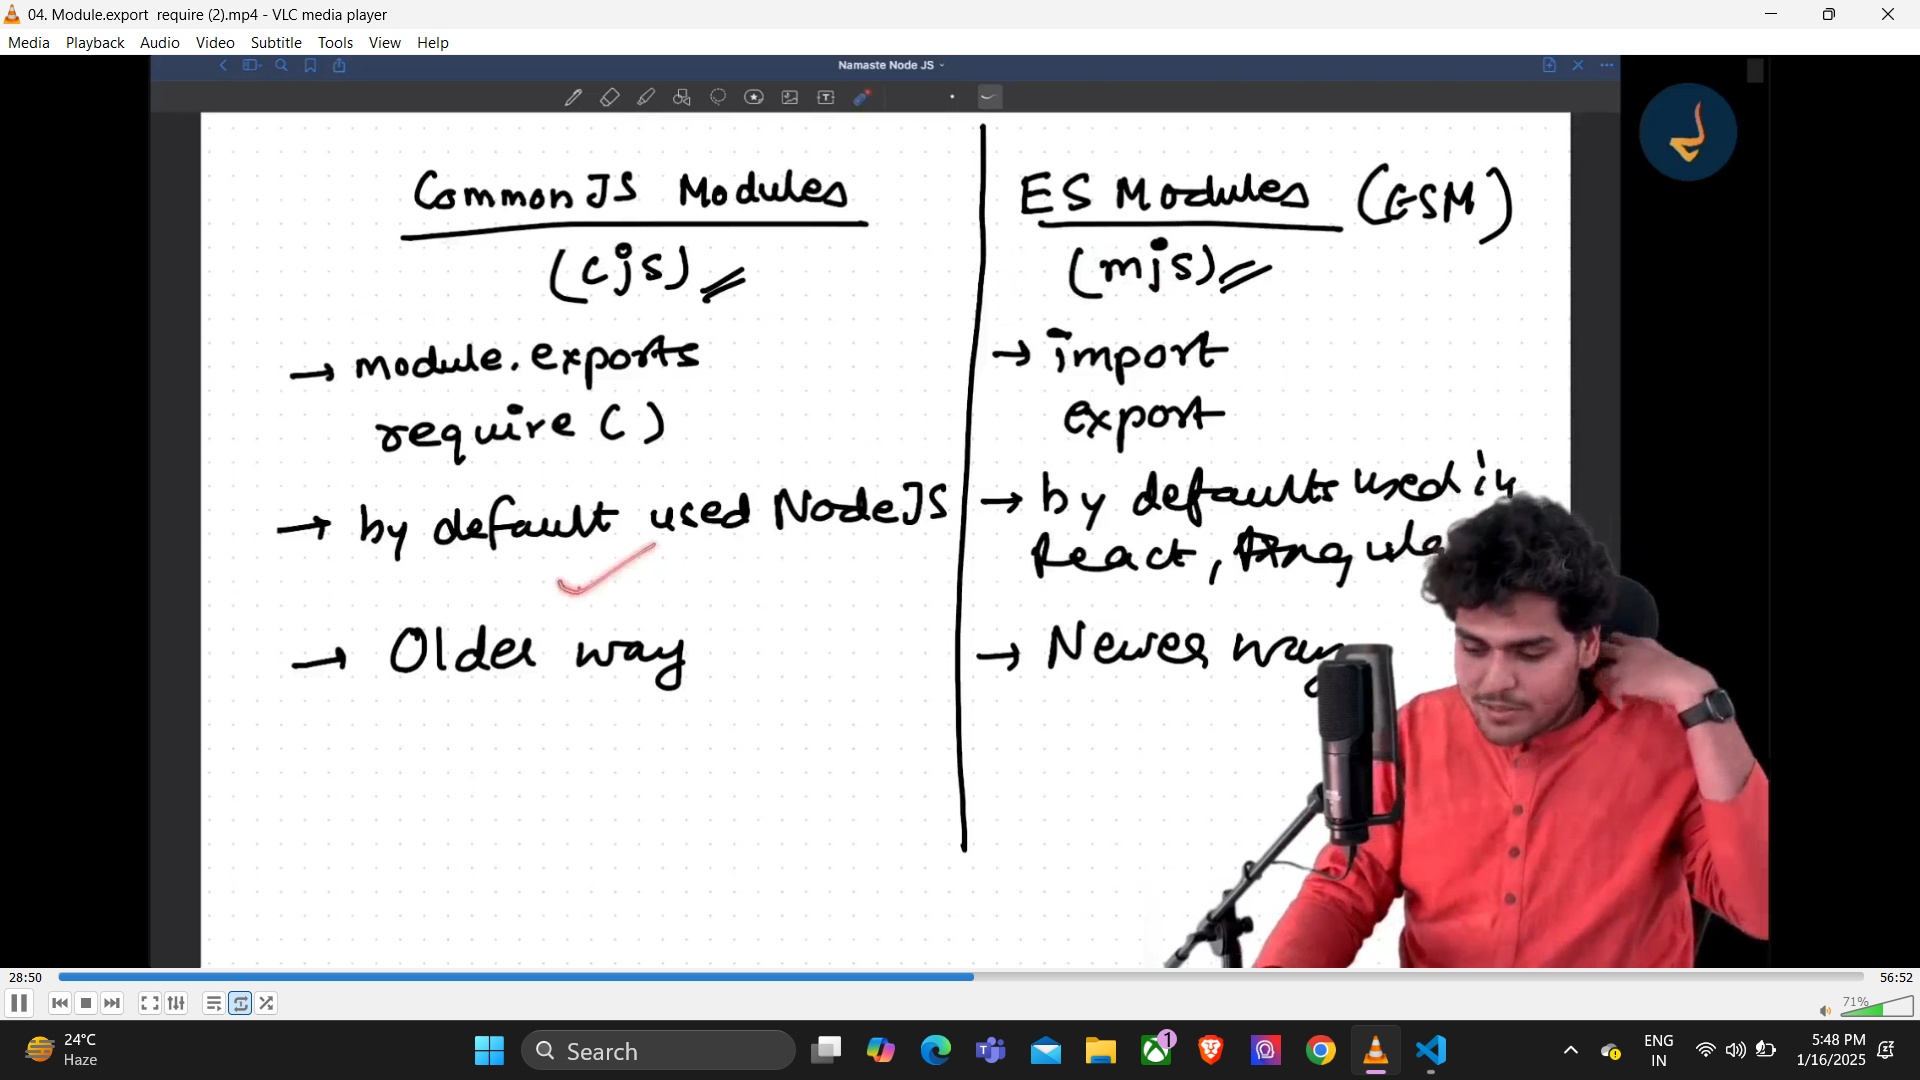 04. Module.export require (2).mp4 - VLC media player
Media Playback Audio Video Subtitle Tools View Help
Namaste Node JS
CommonJS Modules
(cjs)
→ module.exports
require ( )
→ by default used NodeJS
→ Older way
ES Modules (ESM)
(mjs)
→ import
export
→ by default used in
React, Angula
→ Newer way
28:50
56:52
71%
24°C
Haze
Search
1
ENG
IN
5:48 PM
1/16/2025